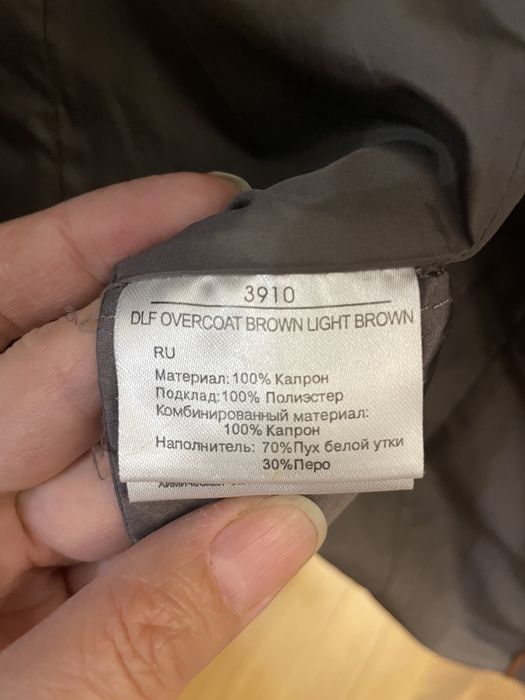 3910
DLF OVERCOAT BROWN LIGHT BROWN
RU
Материал:100% Капрон
Подклад:100% Полиэстер
Комбинированный материал:
100% Капрон
Наполнитель: 70%Пух белой утки
30%Перо